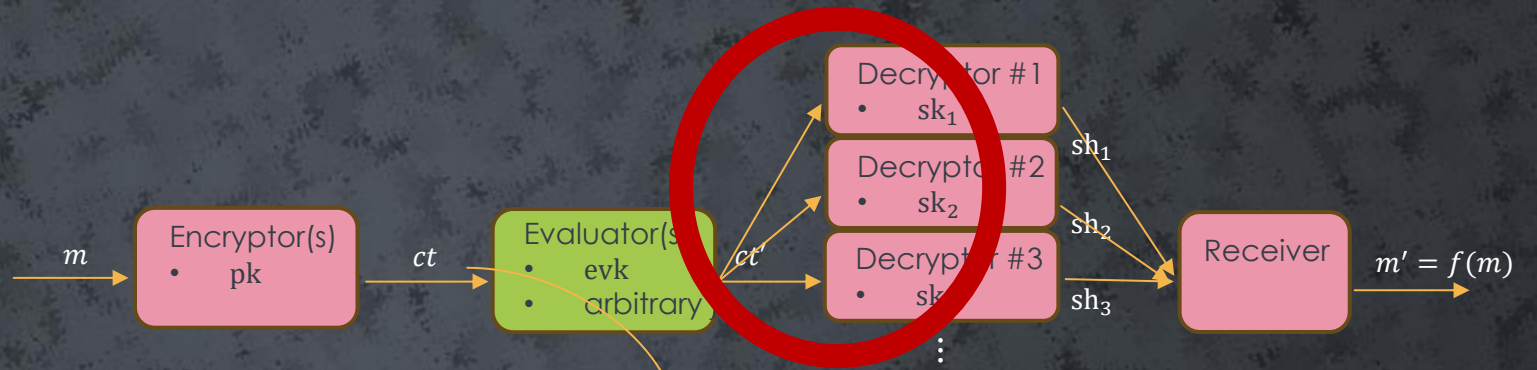 m
Encryptor(s)
• pk
ct
Evaluator(s
• evk
• arbitrary
ct′
Decryptor #1
• sk₁
Decryptor #2
• sk₂
Decryptor #3
• sk
⋮
sh₁
sh₂
sh₃
Receiver
m′ = f(m)